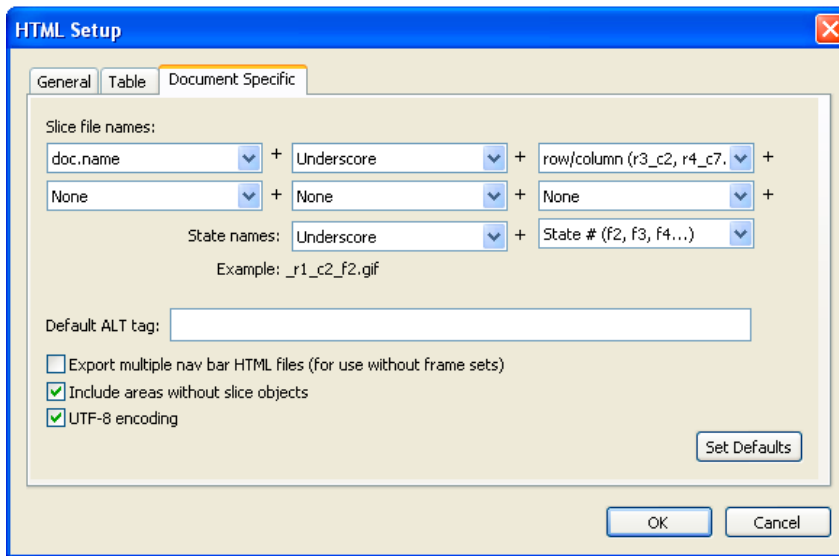 HTML Setup
General Table Document Specific
Slice file names:
doc.name + Underscore + row/column (r3_c2, r4_c7. +
None + None + None +
State names: Underscore + State # (f2, f3, f4...)
Example: _r1_c2_f2.gif
Default ALT tag:
Export multiple nav bar HTML files (for use without frame sets)
Include areas without slice objects
UTF-8 encoding
Set Defaults
OK Cancel